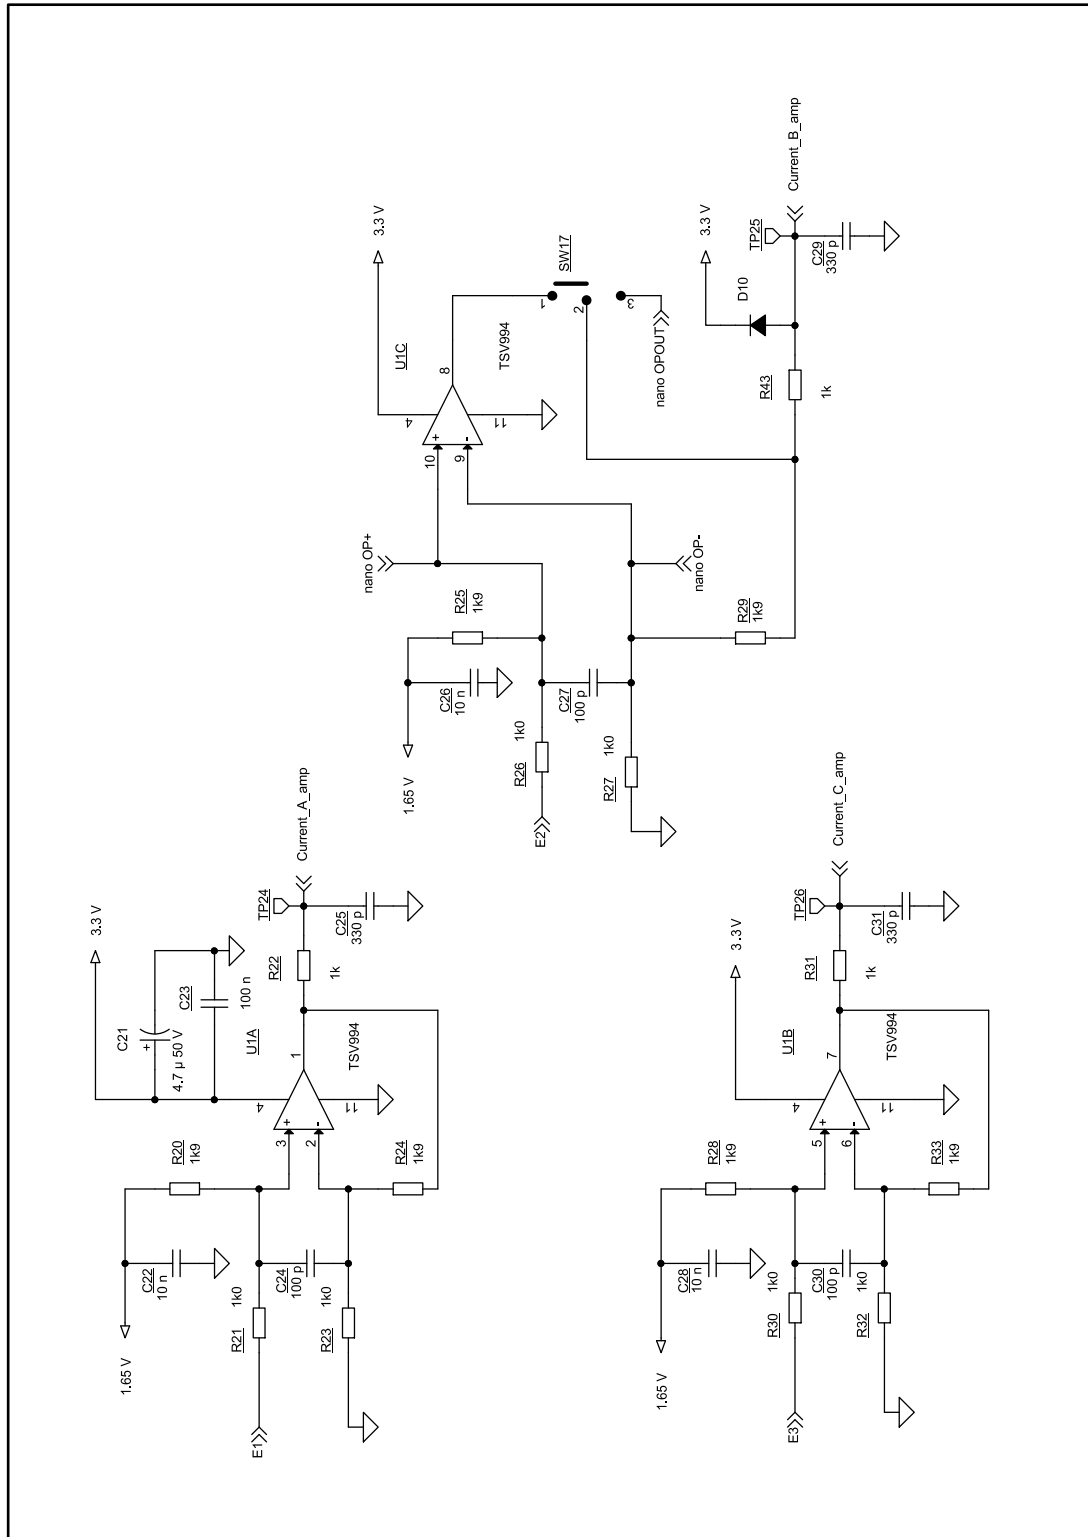 1.65 V
C22
10 n
R20
1k9
E1
R21
1k0
C24
100 p
R23
1k0
R24
1k9
3.3 V
C21
+
4.7 µ 50 V
C23
100 n
U1A
4
3
+
2
-
11
1
TSV994
R22
1k
TP24
C25
330 p
Current_A_amp
1.65 V
C26
10 n
R25
1k9
nano OP+
E2
R26
1k0
C27
100 p
R27
1k0
R29
1k9
nano OP-
3.3 V
U1C
4
10
+
9
-
11
8
TSV994
SW17
1
2
3
nano OPOUT
3.3 V
D10
R43
1k
TP25
C29
330 p
Current_B_amp
1.65 V
C28
10 n
R28
1k9
E3
R30
1k0
C30
100 p
R32
1k0
R33
1k9
3.3 V
U1B
4
5
+
6
-
11
7
TSV994
R31
1k
TP26
C31
330 p
Current_C_amp